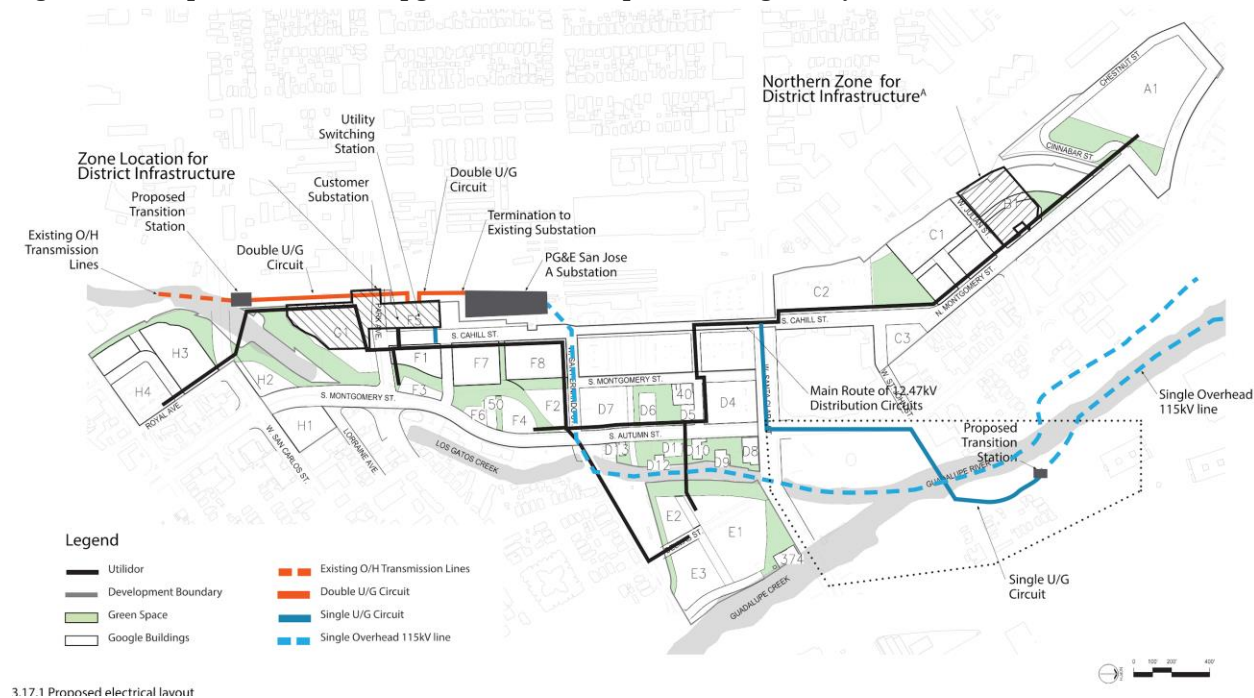 Northern Zone for
District Infrastructureᴬ
CHESTNUT ST
A1
CINNABAR ST
Utility
Switching
Station
Double U/G
Circuit
Zone Location for
District Infrastructure
Customer
Substation
Proposed
Transition
Station
Termination to
Existing Substation
Existing O/H
Transmission
Lines
Double U/G
Circuit
PG&E San Jose
A Substation
W. JULIAN ST
B1
C1
C2
N. MONTGOMERY ST.
S. CAHILL ST.
C3
G1
S. CAHILL ST.
H3
H4
H2
H1
F1
F7
F8
F3
F6
50
F4
F2
S. MONTGOMERY ST.
S. MONTGOMERY ST.
D7
D6
40
D5
D4
Main Route of 12.47kV
Distribution Circuits
Single Overhead
115kV line
Proposed
Transition
Station
ROYAL AVE
W. SAN CARLOS ST.
LORRAINE AVE
LOS GATOS CREEK
S. AUTUMN ST.
D13
D12
D11
D10
D9
D8
GUADALUPE RIVER
E2
E1
E3
374
GUADALUPE CREEK
Single U/G
Circuit
Legend
Utilidor
Development Boundary
Green Space
Google Buildings
Existing O/H Transmission Lines
Double U/G Circuit
Single U/G Circuit
Single Overhead 115kV line
0 100' 200' 400'
3.17.1 Proposed electrical layout